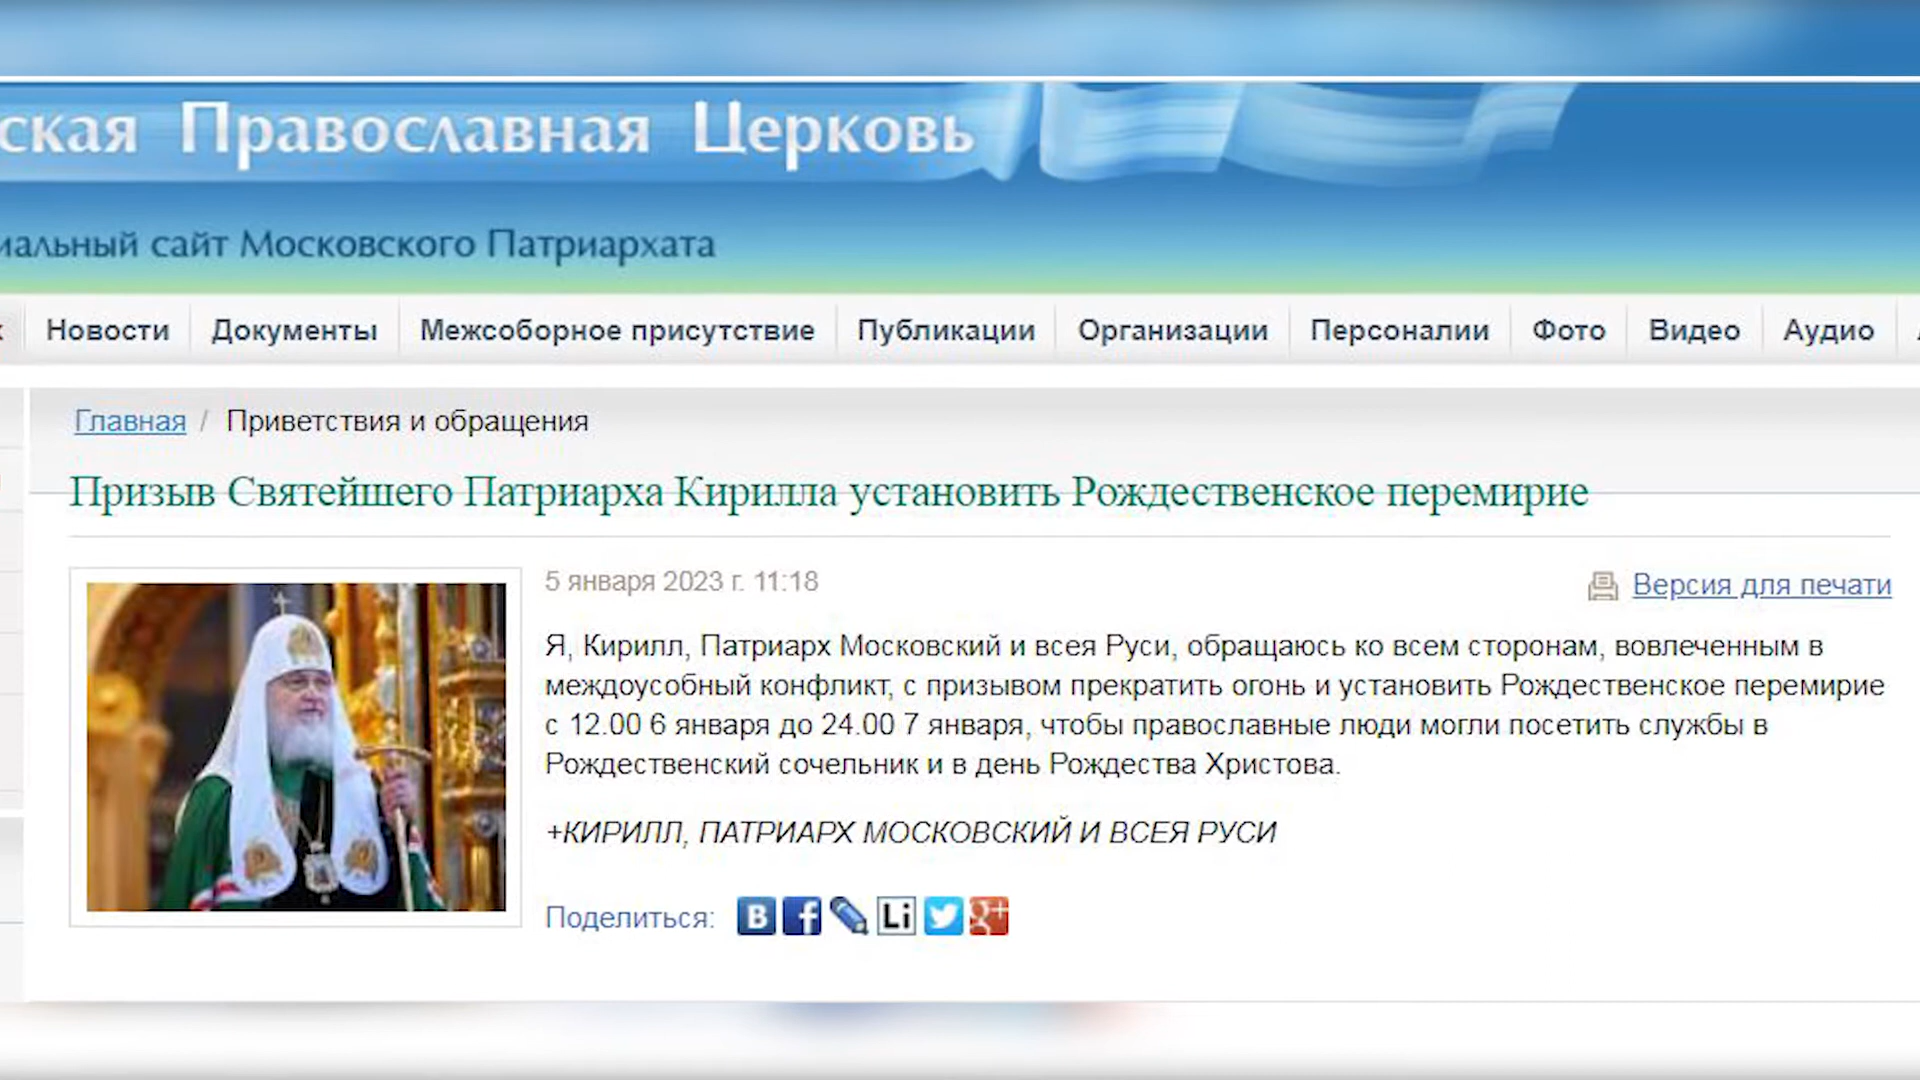 ская Православная Церковь
иальный сайт Московского Патриархата
Новости Документы Межсоборное присутствие Публикации Организации Персоналии Фото Видео Аудио
Главная / Приветствия и обращения
Призыв Святейшего Патриарха Кирилла установить Рождественское перемирие
5 января 2023 г. 11:18
Версия для печати
Я, Кирилл, Патриарх Московский и всея Руси, обращаюсь ко всем сторонам, вовлеченным в
междоусобный конфликт, с призывом прекратить огонь и установить Рождественское перемирие
с 12.00 6 января до 24.00 7 января, чтобы православные люди могли посетить службы в
Рождественский сочельник и в день Рождества Христова.
+КИРИЛЛ, ПАТРИАРХ МОСКОВСКИЙ И ВСЕЯ РУСИ
Поделиться: B f Li g+